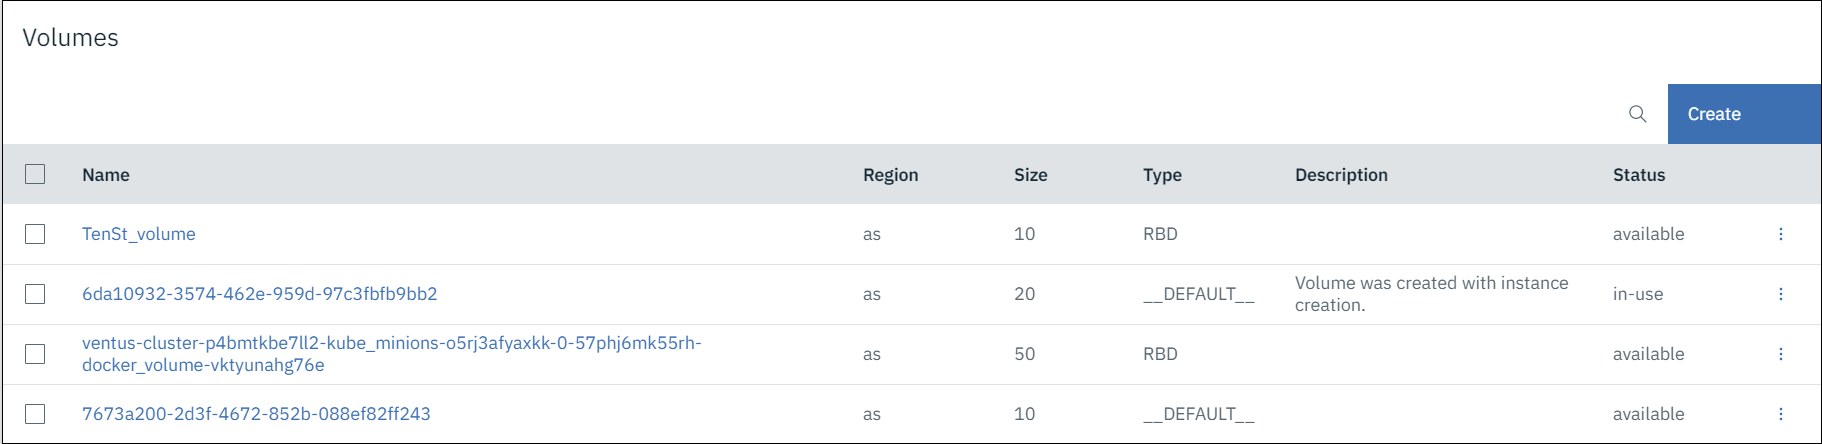 Volumes
Create
Name Region Size Type Description Status
TenSt_volume as 10 RBD available
6da10932-3574-462e-959d-97c3fbfb9bb2 as 20 __DEFAULT__ Volume was created with instance creation. in-use
ventus-cluster-p4bmtkbe7ll2-kube_minions-o5rj3afyaxkk-0-57phj6mk55rh-
docker_volume-vktyunahg76e as 50 RBD available
7673a200-2d3f-4672-852b-088ef82ff243 as 10 __DEFAULT__ available